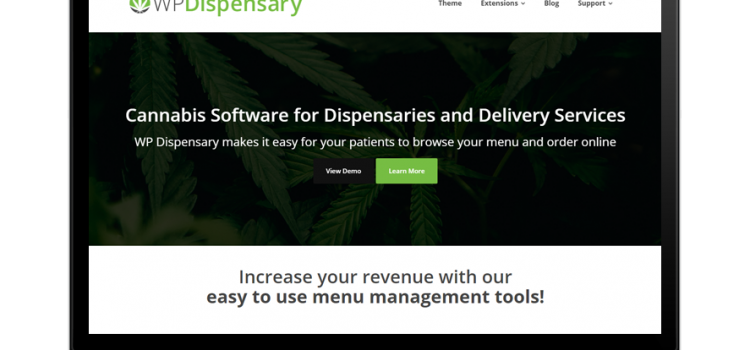 WPDispensary
Theme Extensions Blog Support
Cannabis Software for Dispensaries and Delivery Services
WP Dispensary makes it easy for your patients to browse your menu and order online
View Demo Learn More
Increase your revenue with our
easy to use menu management tools!